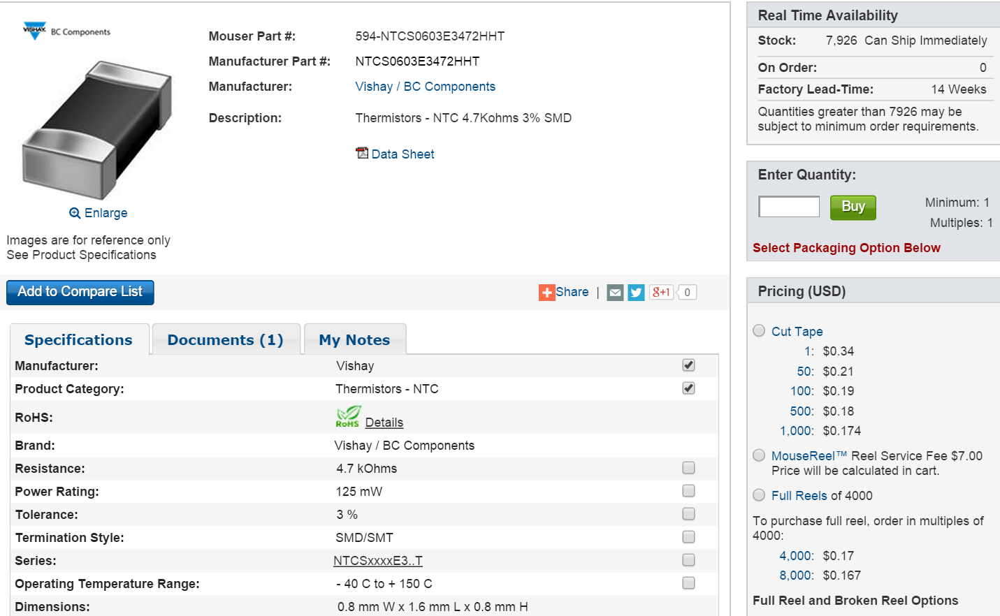 VISHAY. BC Components
Mouser Part #: 594-NTCS0603E3472HHT
Manufacturer Part #: NTCS0603E3472HHT
Manufacturer: Vishay / BC Components
Description: Thermistors - NTC 4.7Kohms 3% SMD
Data Sheet
Enlarge
Images are for reference only
See Product Specifications
Add to Compare List
Share | g+1 0
Specifications Documents (1) My Notes
Manufacturer: Vishay
Product Category: Thermistors - NTC
RoHS: RoHS Details
Brand: Vishay / BC Components
Resistance: 4.7 kOhms
Power Rating: 125 mW
Tolerance: 3 %
Termination Style: SMD/SMT
Series: NTCSxxxxE3..T
Operating Temperature Range: - 40 C to + 150 C
Dimensions: 0.8 mm W x 1.6 mm L x 0.8 mm H
Real Time Availability
Stock: 7,926 Can Ship Immediately
On Order: 0
Factory Lead-Time: 14 Weeks
Quantities greater than 7926 may be
subject to minimum order requirements.
Enter Quantity:
Buy Minimum: 1
Multiples: 1
Select Packaging Option Below
Pricing (USD)
Cut Tape
1: $0.34
50: $0.21
100: $0.19
500: $0.18
1,000: $0.174
MouseReel™ Reel Service Fee $7.00
Price will be calculated in cart.
Full Reels of 4000
To purchase full reel, order in multiples of
4000:
4,000: $0.17
8,000: $0.167
Full Reel and Broken Reel Options